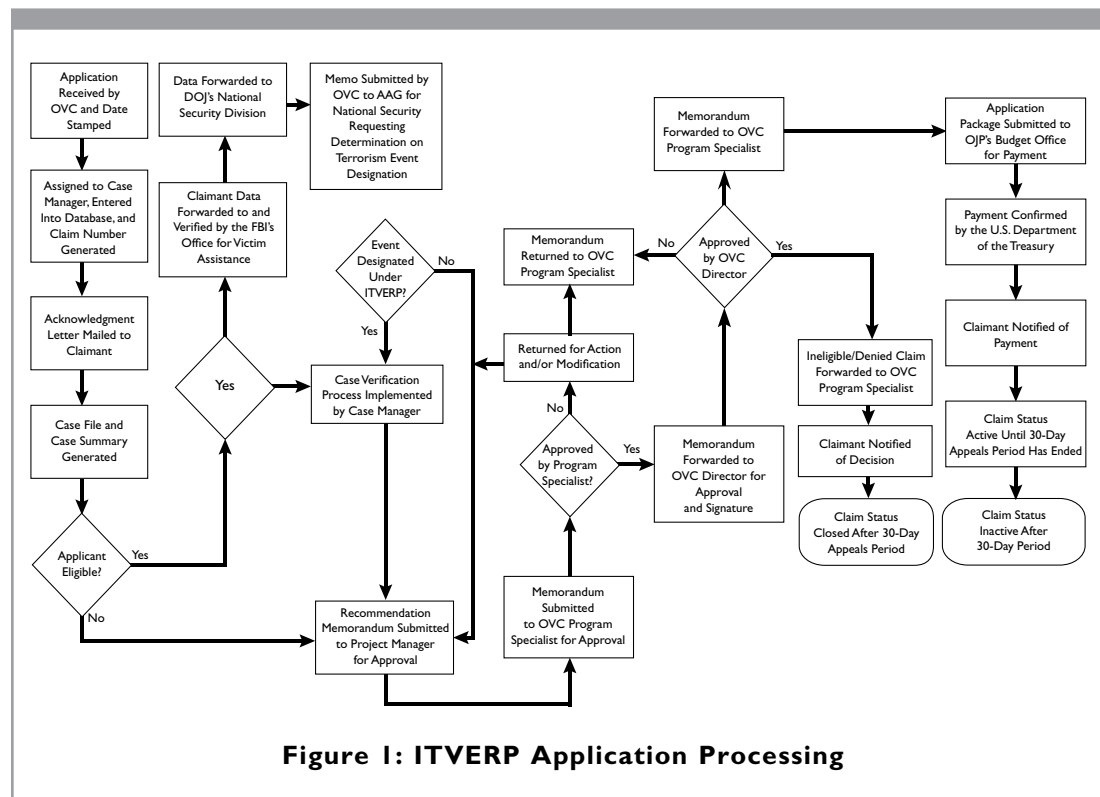 Application
Received by
OVC and Date
Stamped
Assigned to Case
Manager, Entered
Into Database, and
Claim Number
Generated
Acknowledgment
Letter Mailed to
Claimant
Case File and
Case Summary
Generated
Applicant
Eligible?
Yes
No
Data Forwarded to
DOJ's National
Security Division
Claimant Data
Forwarded to and
Verified by the FBI's
Office for Victim
Assistance
Yes
Memo Submitted by
OVC to AAG for
National Security
Requesting
Determination on
Terrorism Event
Designation
Event
Designated
Under
ITVERP?
No
Yes
Case Verification
Process Implemented
by Case Manager
Recommendation
Memorandum Submitted
to Project Manager
for Approval
Memorandum
Returned to OVC
Program Specialist
Returned for Action
and/or Modification
No
Approved
by Program
Specialist?
Yes
Memorandum
Submitted
to OVC Program
Specialist for Approval
Memorandum
Forwarded to OVC
Program Specialist
No
Approved
by OVC
Director
Yes
Memorandum
Forwarded to
OVC Director for
Approval
and Signature
Ineligible/Denied Claim
Forwarded to OVC
Program Specialist
Claimant Notified
of Decision
Claim Status
Closed After 30-Day
Appeals Period
Application
Package Submitted to
OJP's Budget Office
for Payment
Payment Confirmed
by the U.S. Department
of the Treasury
Claimant Notified of
Payment
Claim Status
Active Until 30-Day
Appeals Period Has Ended
Claim Status
Inactive After
30-Day Period
Figure 1: ITVERP Application Processing